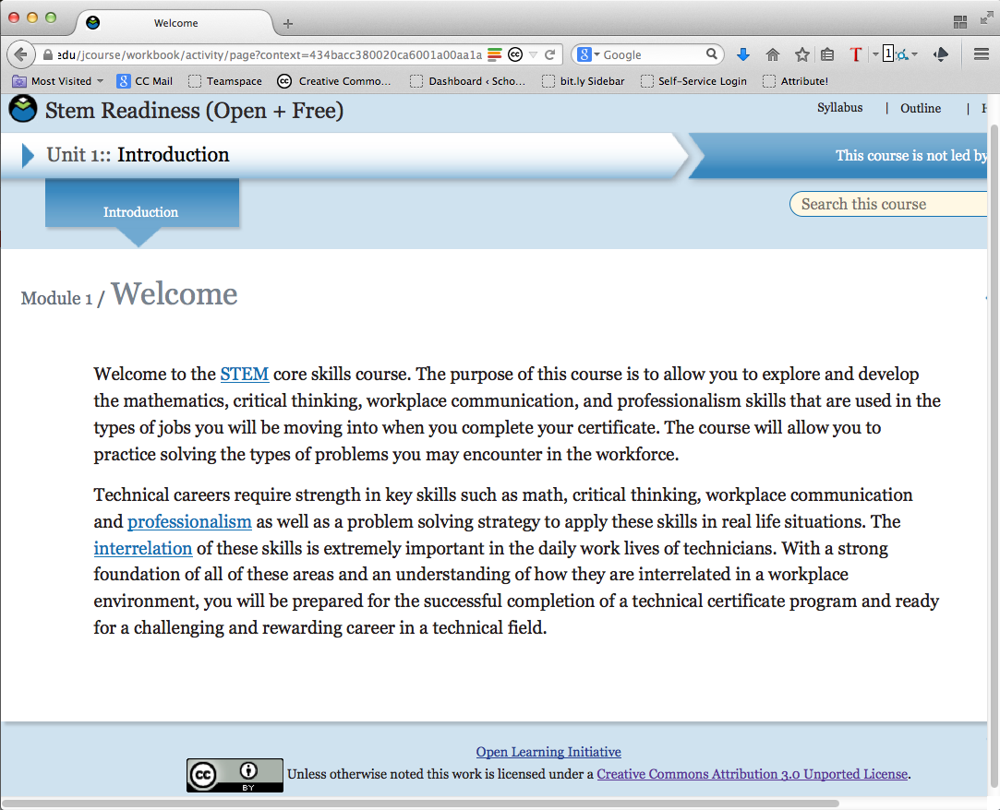 Welcome
edu/jcourse/workbook/activity/page?context=434bacc380020ca6001a00aa1a
Google
Most Visited CC Mail Teamspace Creative Commo... Dashboard ‹ Scho... bit.ly Sidebar Self-Service Login Attribute!
Stem Readiness (Open + Free)
Syllabus | Outline |
Unit 1:: Introduction
This course is not led by
Introduction
Search this course
Module 1 / Welcome
Welcome to the STEM core skills course. The purpose of this course is to allow you to explore and develop
the mathematics, critical thinking, workplace communication, and professionalism skills that are used in the
types of jobs you will be moving into when you complete your certificate. The course will allow you to
practice solving the types of problems you may encounter in the workforce.
Technical careers require strength in key skills such as math, critical thinking, workplace communication
and professionalism as well as a problem solving strategy to apply these skills in real life situations. The
interrelation of these skills is extremely important in the daily work lives of technicians. With a strong
foundation of all of these areas and an understanding of how they are interrelated in a workplace
environment, you will be prepared for the successful completion of a technical certificate program and ready
for a challenging and rewarding career in a technical field.
Open Learning Initiative
cc BY Unless otherwise noted this work is licensed under a Creative Commons Attribution 3.0 Unported License.